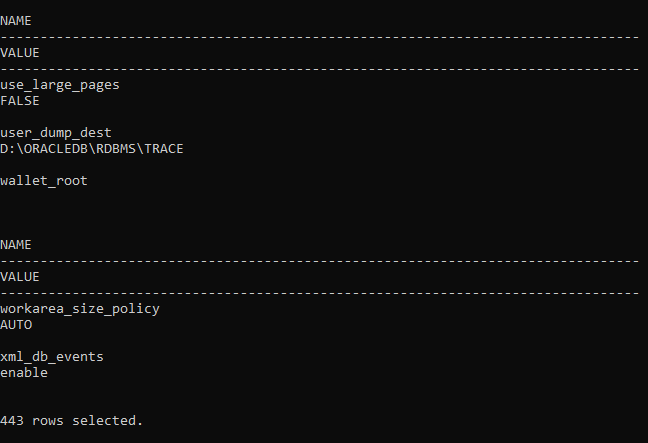 NAME
--------------------------------------------------------------------------------
VALUE
--------------------------------------------------------------------------------
use_large_pages
FALSE
user_dump_dest
D:\ORACLEDB\RDBMS\TRACE
wallet_root
NAME
--------------------------------------------------------------------------------
VALUE
--------------------------------------------------------------------------------
workarea_size_policy
AUTO
xml_db_events
enable
443 rows selected.